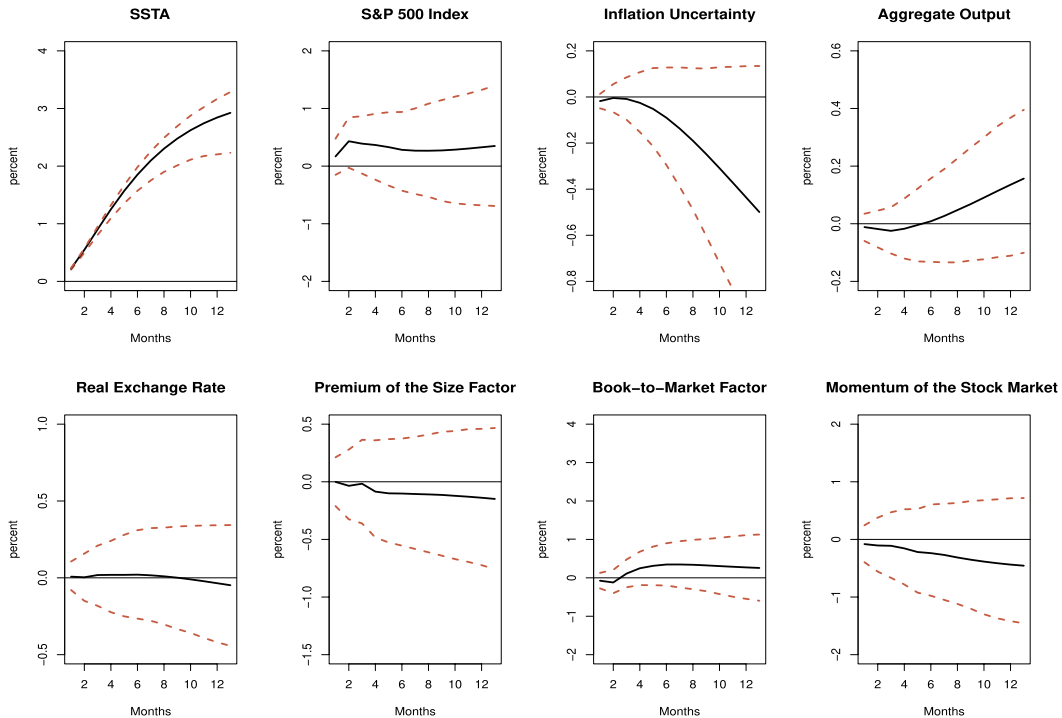 SSTA
percent
4
3
2
1
0
2 4 6 8 10 12
Months
S&P 500 Index
percent
2
1
0
1
−2
2 4 6 8 10 12
Months
Inflation Uncertainty
percent
0.2
0.0
−0.2
−0.4
−0.6
−0.8
2 4 6 8 10 12
Months
Aggregate Output
percent
0.6
0.4
0.2
0.0
−0.2
2 4 6 8 10 12
Months
Real Exchange Rate
percent
1.0
0.5
0.0
−0.5
2 4 6 8 10 12
Months
Premium of the Size Factor
percent
0.5
0.0
−0.5
−1.0
−1.5
2 4 6 8 10 12
Months
Book−to−Market Factor
percent
4
3
2
1
0
−1
−2
2 4 6 8 10 12
Months
Momentum of the Stock Market
percent
2
1
0
−1
−2
2 4 6 8 10 12
Months